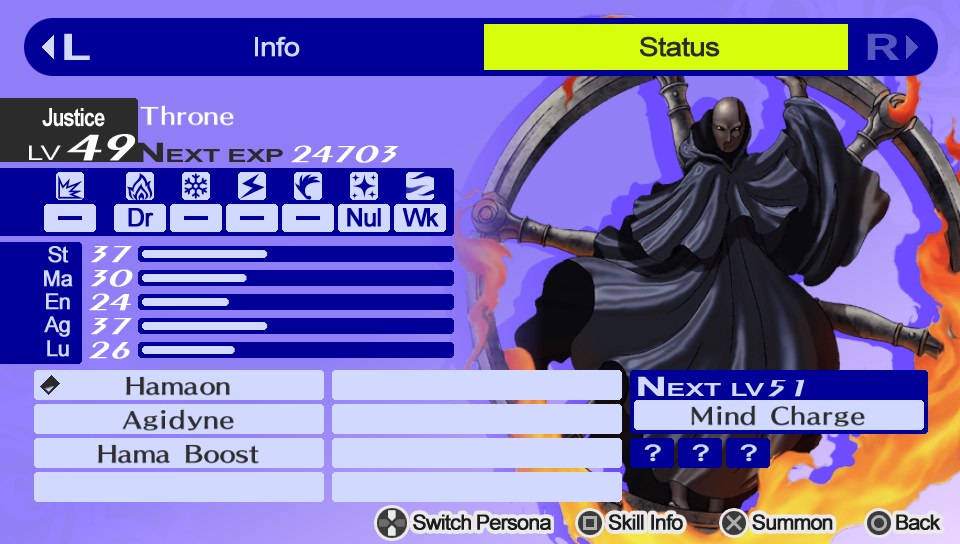 L Info Status R
Justice Throne
LV 49 NEXT EXP 24703
– Dr – – – Nul Wk
St 37
Ma 30
En 24
Ag 37
Lu 26
Hamaon
Agidyne
Hama Boost
NEXT LV 51
Mind Charge
? ? ?
Switch Persona Skill Info Summon Back